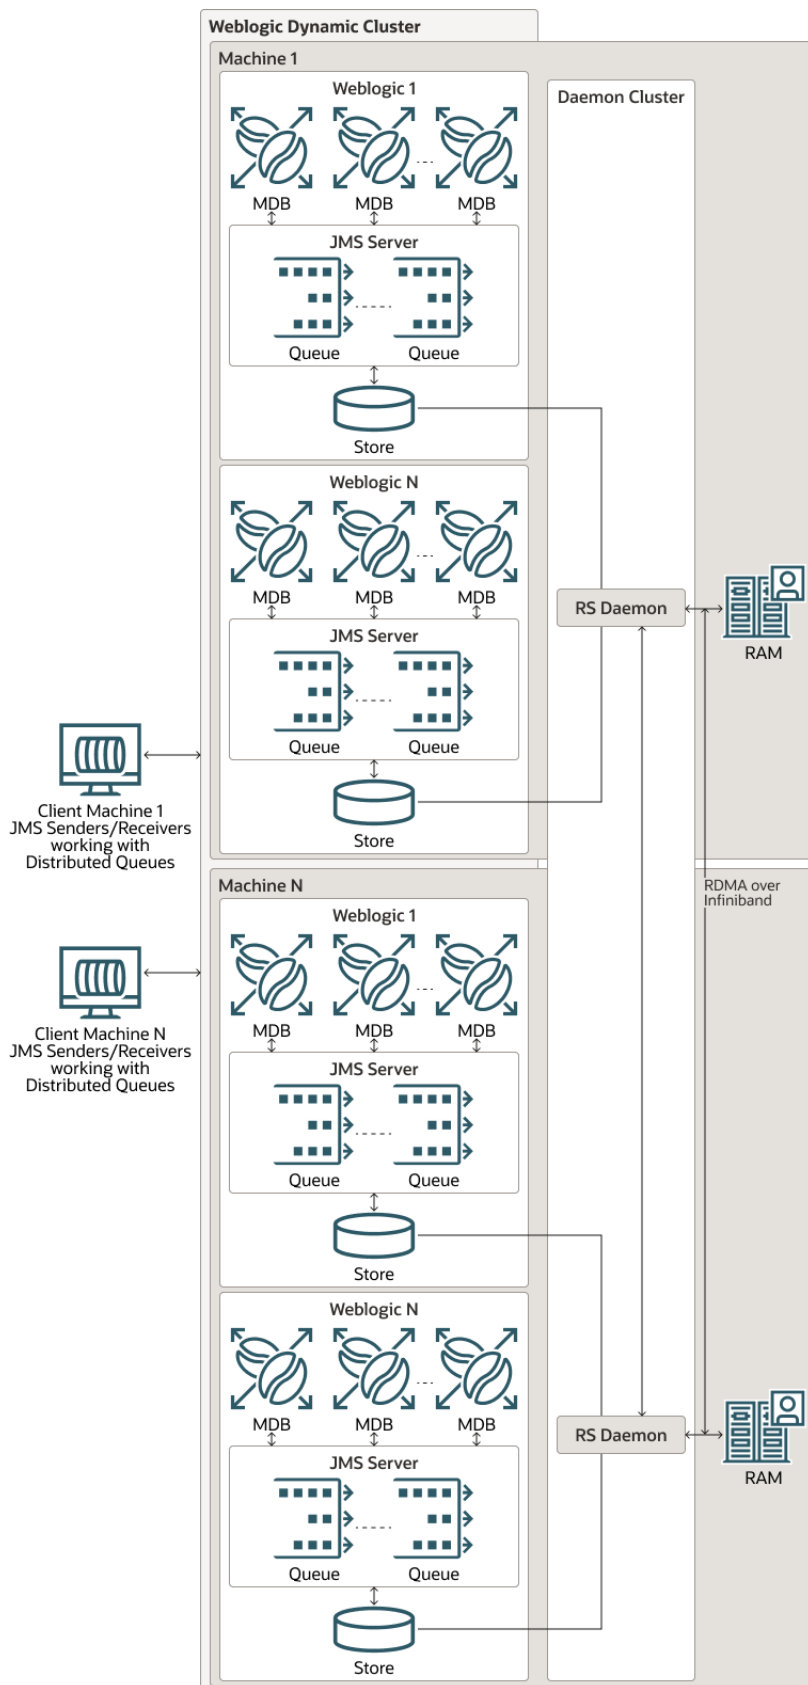 Weblogic Dynamic Cluster
Machine 1
Weblogic 1
Daemon Cluster
MDB
MDB
MDB
JMS Server
Queue
Queue
Store
Weblogic N
MDB
MDB
MDB
RS Daemon
RAM
JMS Server
Queue
Queue
Store
Client Machine 1
JMS Senders/Receivers
working with
Distributed Queues
Machine N
RDMA over
Infiniband
Weblogic 1
MDB
MDB
MDB
Client Machine N
JMS Senders/Receivers
working with
Distributed Queues
JMS Server
Queue
Queue
Store
Weblogic N
MDB
MDB
MDB
RS Daemon
RAM
JMS Server
Queue
Queue
Store